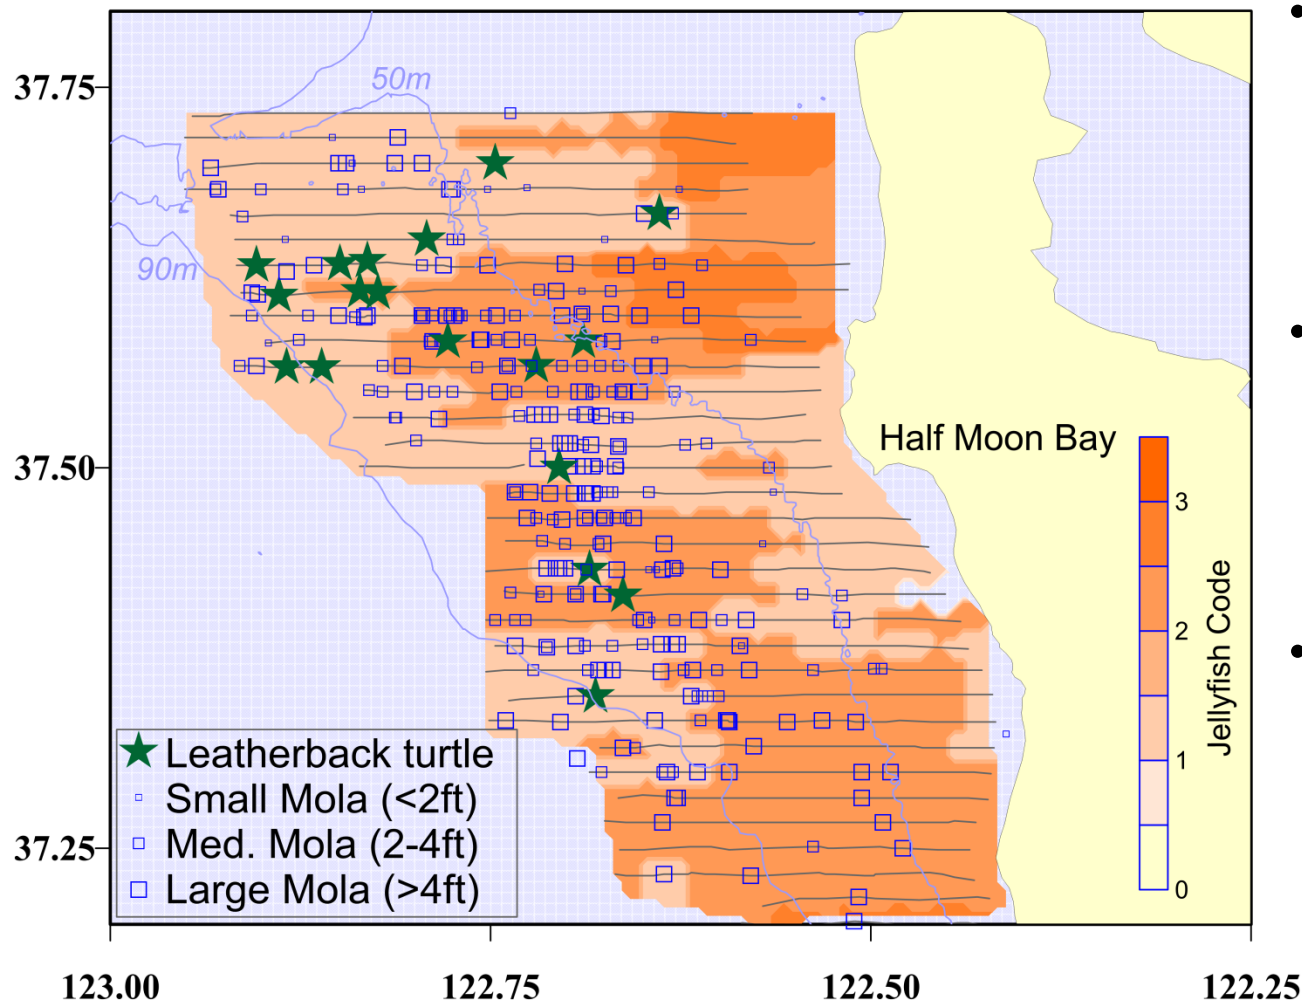 50m
37.75
90m
37.50
Half Moon Bay
3
2
1
0
Jellyfish Code
Leatherback turtle
Small Mola (<2ft)
Med. Mola (2-4ft)
Large Mola (>4ft)
37.25
123.00 122.75 122.50 122.25